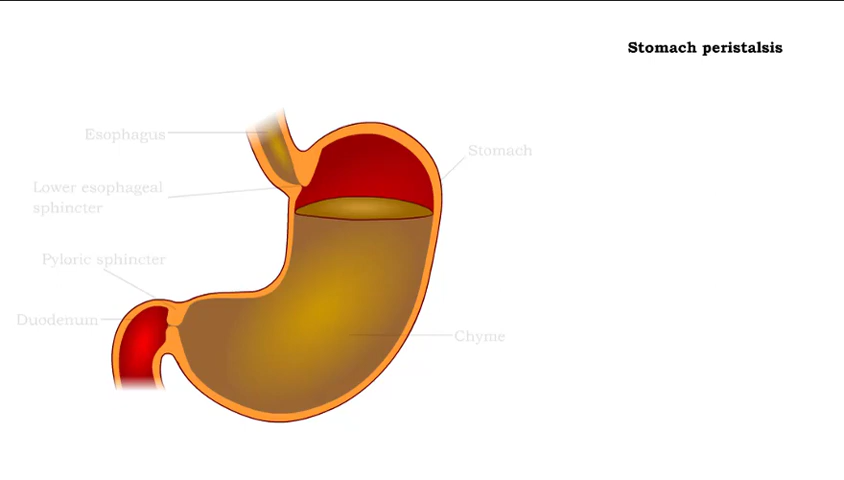 Stomach peristalsis
Esophagus
Stomach
Lower esophageal
sphincter
Pyloric sphincter
Duodenum
Chyme